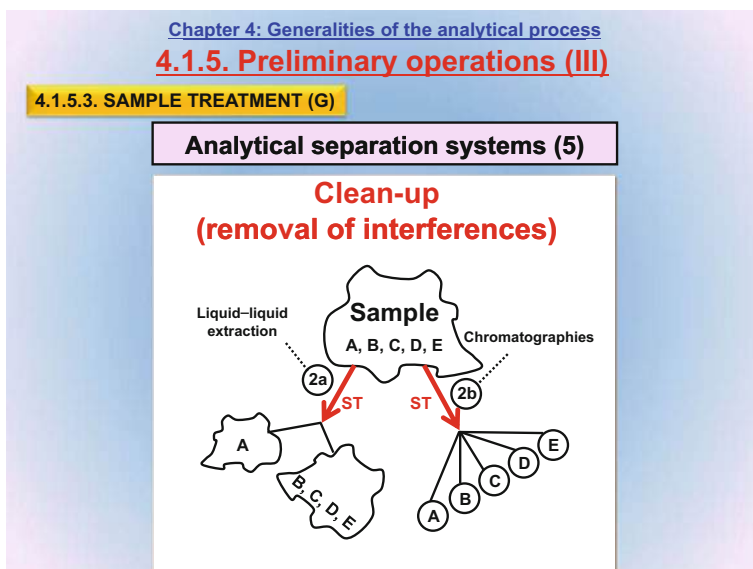 Chapter 4: Generalities of the analytical process
4.1.5. Preliminary operations (III)
4.1.5.3. SAMPLE TREATMENT (G)
Analytical separation systems (5)
Clean-up
(removal of interferences)
Liquid–liquid
extraction
Sample
A, B, C, D, E
Chromatographies
2a
ST
ST
2b
A
B, C, D, E
A
B
C
D
E